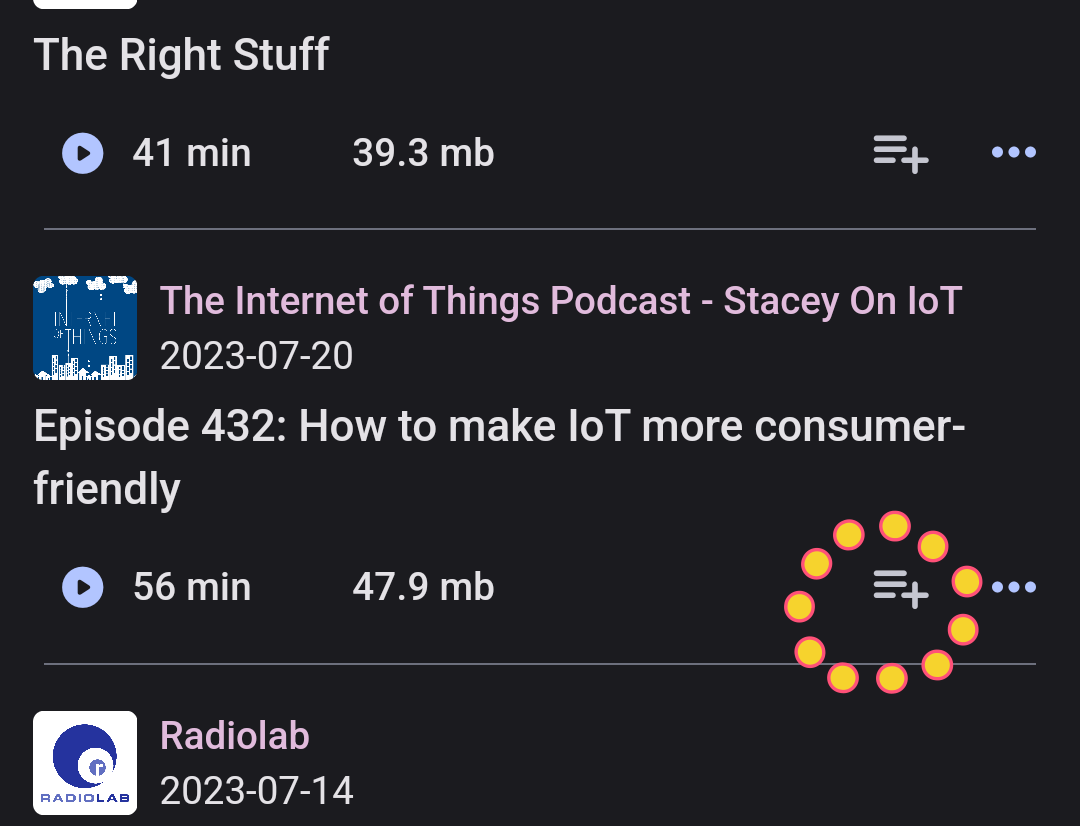 The Right Stuff
41 min 39.3 mb
The Internet of Things Podcast - Stacey On IoT
2023-07-20
INTERNET
OF THINGS
Episode 432: How to make IoT more consumer-
friendly
56 min 47.9 mb
Radiolab
2023-07-14
r
RADIOLAB